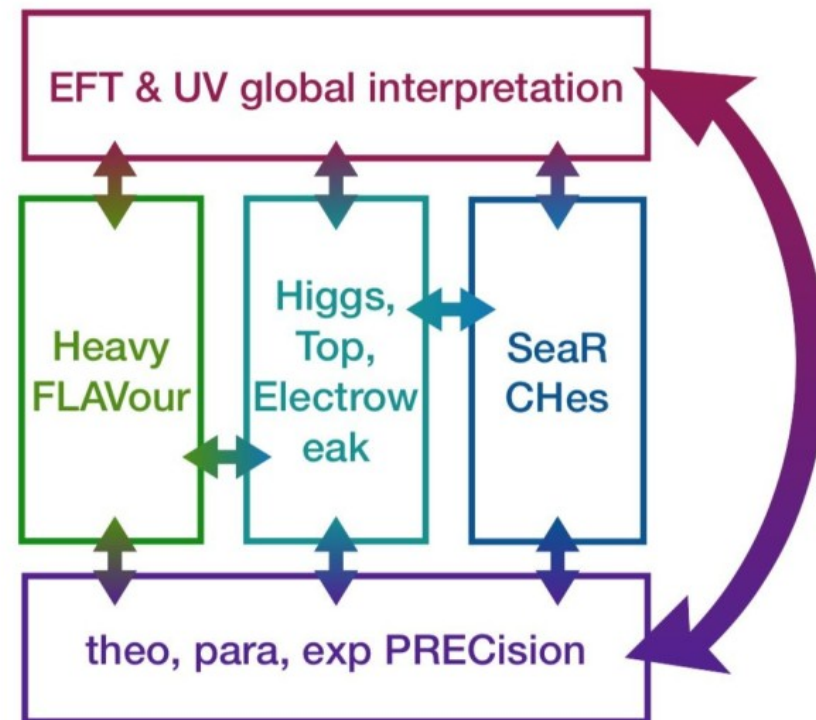 EFT & UV global interpretation
Heavy
FLAVour
Higgs,
Top,
Electrow
eak
SeaR
CHes
theo, para, exp PRECision